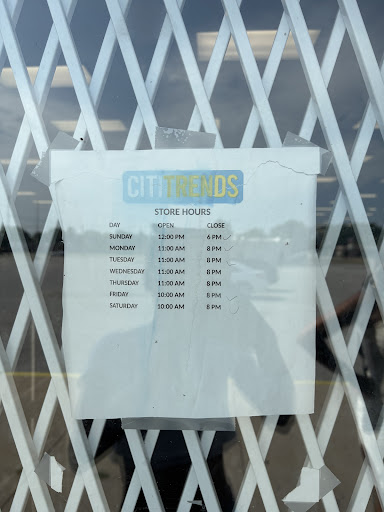 CITITRENDS
STORE HOURS
DAY OPEN CLOSE
SUNDAY 12:00 PM 6 PM
MONDAY 11:00 AM 8 PM
TUESDAY 11:00 AM 8 PM
WEDNESDAY 11:00 AM 8 PM
THURSDAY 11:00 AM 8 PM
FRIDAY 10:00 AM 8 PM
SATURDAY 10:00 AM 8 PM